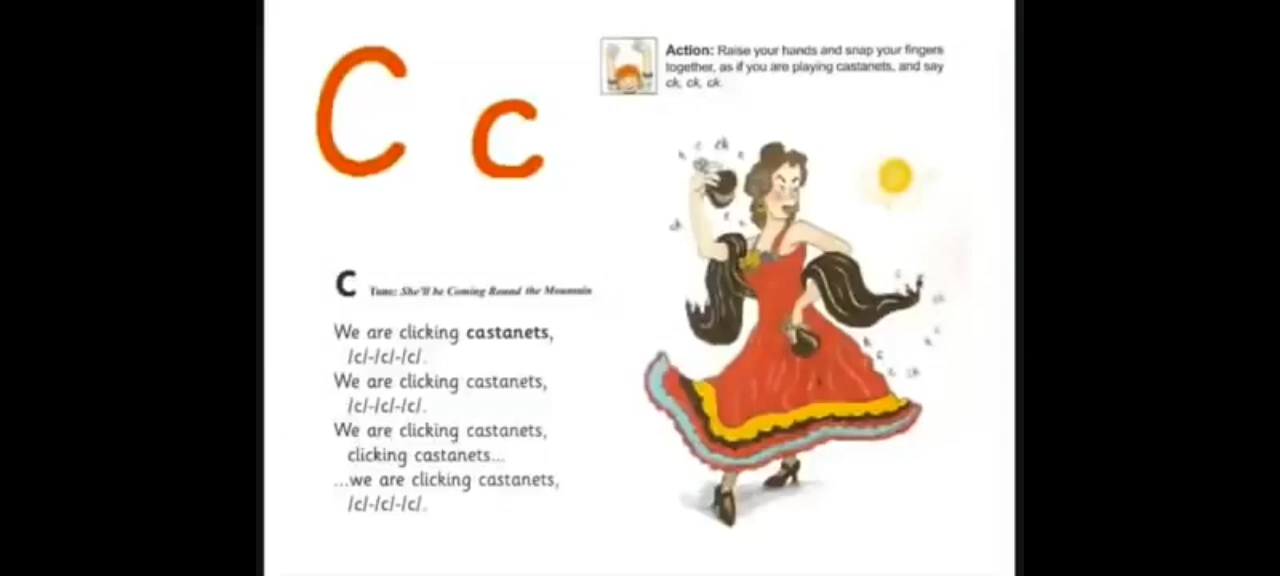 C c
Action: Raise your hands and snap your fingers
together, as if you are playing castanets, and say
ck, ck, ck.
c Tune: She'll be Coming Round the Mountain
We are clicking castanets,
/c/-/c/-/c/.
We are clicking castanets,
/c/-/c/-/c/.
We are clicking castanets,
clicking castanets...
...we are clicking castanets,
/c/-/c/-/c/.